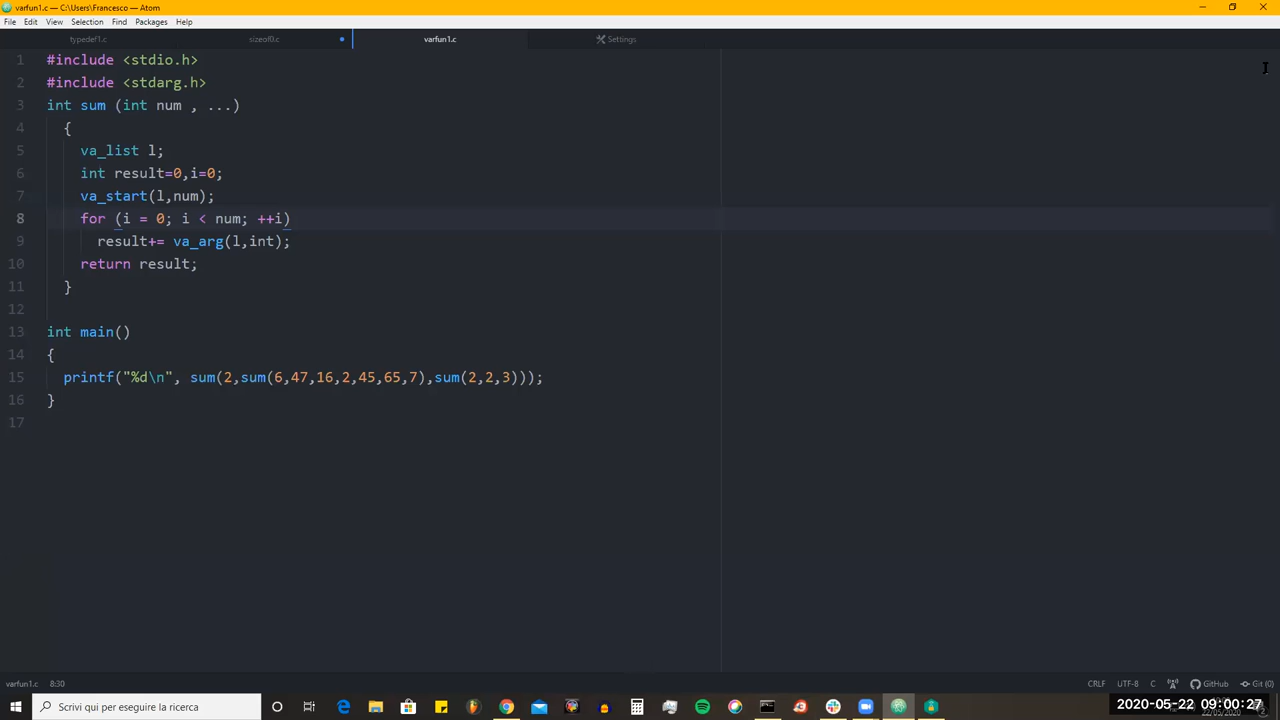 varfun1.c — C:\Users\Francesco — Atom
File Edit View Selection Find Packages Help
typedef1.c sizeof0.c varfun1.c Settings
1 #include <stdio.h>
2 #include <stdarg.h>
3 int sum (int num , ...)
4 {
5 va_list l;
6 int result=0,i=0;
7 va_start(l,num);
8 for (i = 0; i < num; ++i)
9 result+= va_arg(l,int);
10 return result;
11 }
12
13 int main()
14 {
15 printf("%d\n", sum(2,sum(6,47,16,2,45,65,7),sum(2,2,3)));
16 }
17
varfun1.c 8:30 CRLF UTF-8 C GitHub Git (0)
Scrivi qui per eseguire la ricerca
2020-05-22 09:00:27